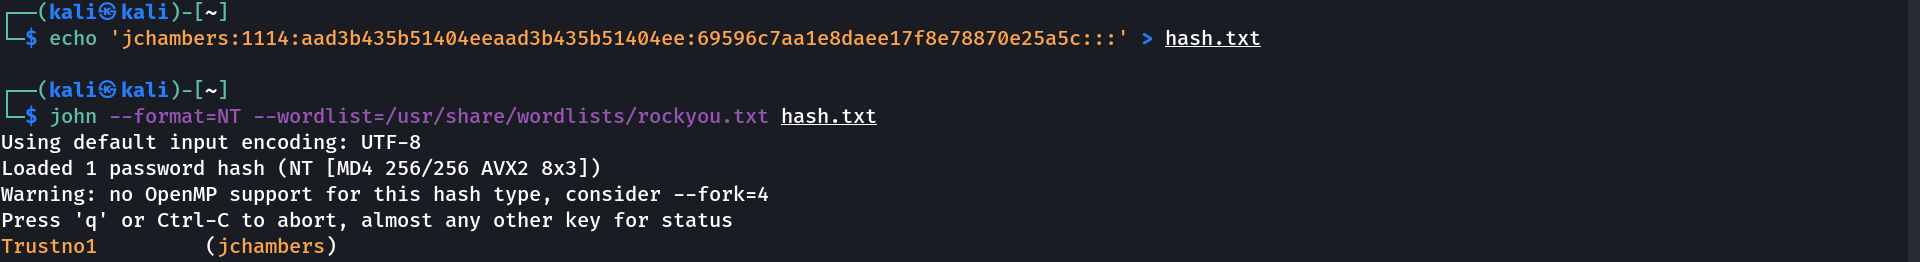 ┌──(kali㉿kali)-[~]
└─$ echo 'jchambers:1114:aad3b435b51404eeaad3b435b51404ee:69596c7aa1e8daee17f8e78870e25a5c:::' > hash.txt
┌──(kali㉿kali)-[~]
└─$ john --format=NT --wordlist=/usr/share/wordlists/rockyou.txt hash.txt
Using default input encoding: UTF-8
Loaded 1 password hash (NT [MD4 256/256 AVX2 8x3])
Warning: no OpenMP support for this hash type, consider --fork=4
Press 'q' or Ctrl-C to abort, almost any other key for status
Trustno1         (jchambers)